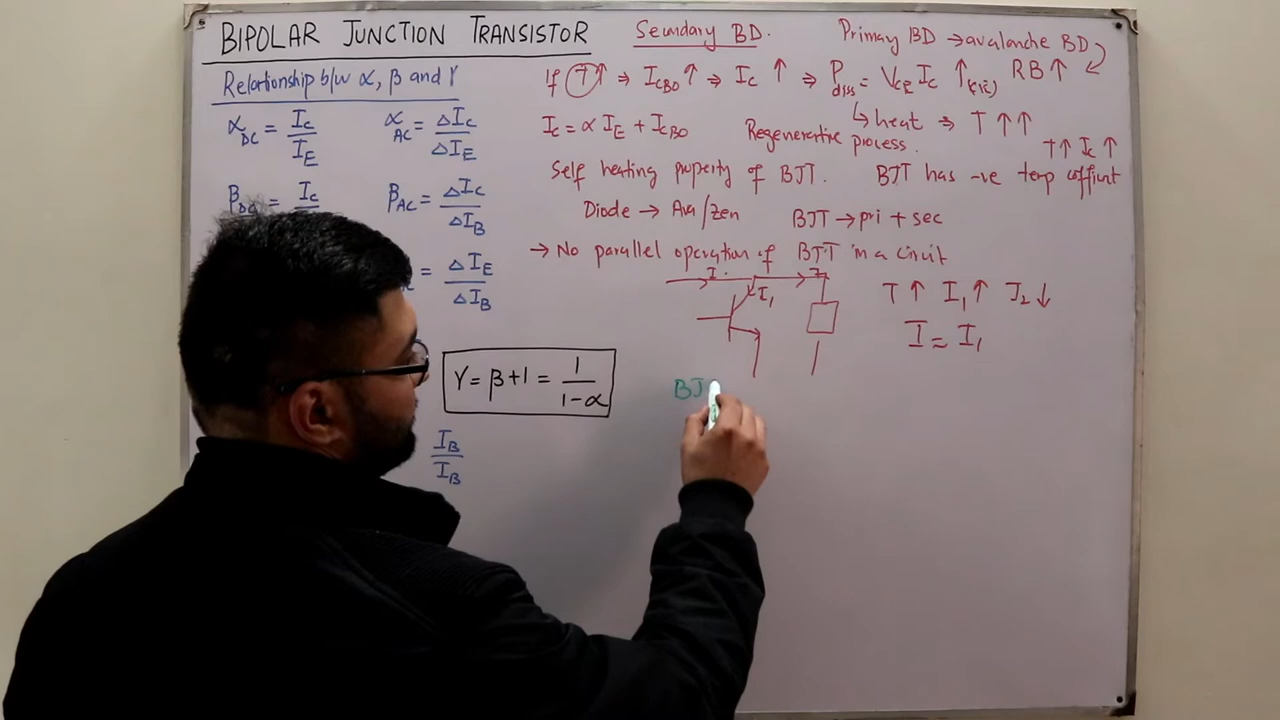 BIPOLAR JUNCTION TRANSISTOR
Relationship b/w α, β and γ
α_DC = I_C / I_E
α_AC = ΔI_C / ΔI_E
β_DC = I_C
β_AC = ΔI_C / ΔI_B
= ΔI_E / ΔI_B
γ = β+1 = 1 / 1-α
I_B / I_B
Secondary BD.
Primary BD → avalanche BD
If T↑ ⇒ I_CBO ↑ ⇒ I_C ↑ ⇒ P_diss = V_CE I_C ↑
RB ↑
↳ heat ⇒ T ↑↑
I_C = α I_E + I_CBO
Regenerative process.
T↑ I_C ↑
Self heating property of BJT.
BJT has -ve temp
Diode → Ava/zen
BJT → pri + sec
→ No parallel operation of BJT in a circuit
I
I_1
T ↑ I_1 ↑ I_2 ↓
I ≈ I_1
BJ